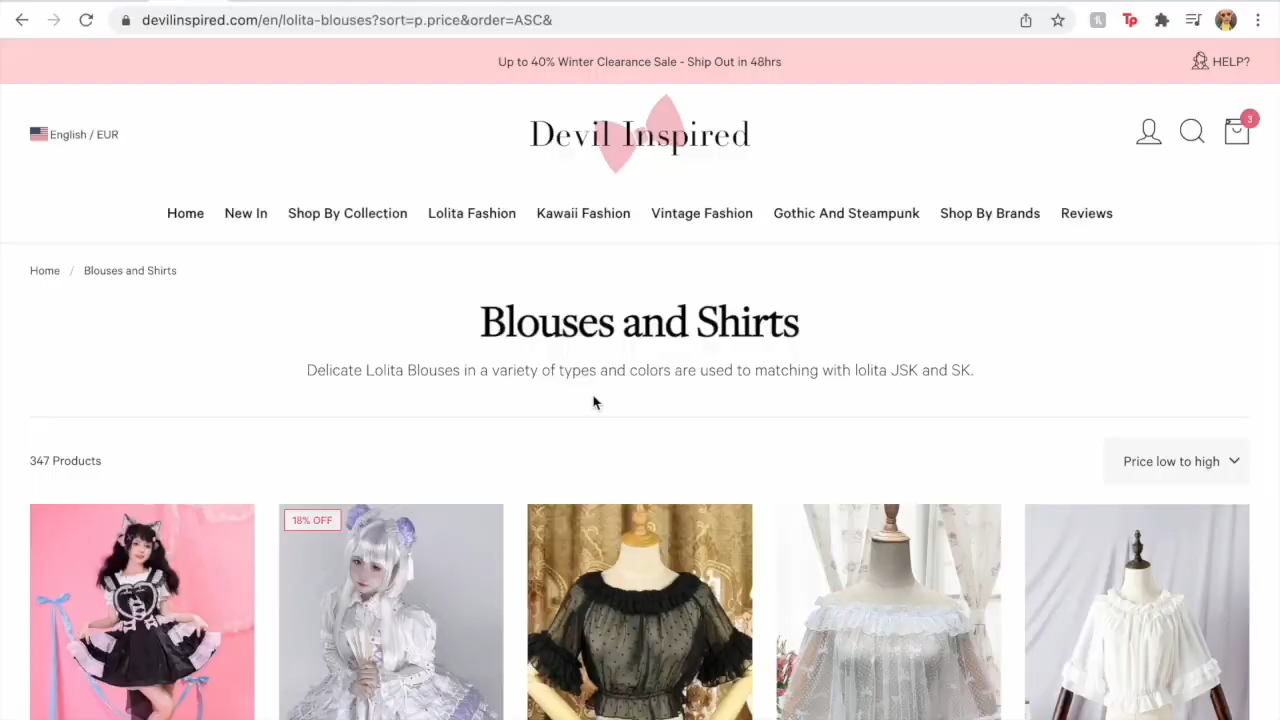 devilinspired.com/en/lolita-blouses?sort=p.price&order=ASC&
Tp
Up to 40% Winter Clearance Sale - Ship Out in 48hrs
HELP?
English / EUR
Devil Inspired
3
Home
New In
Shop By Collection
Lolita Fashion
Kawaii Fashion
Vintage Fashion
Gothic And Steampunk
Shop By Brands
Reviews
Home / Blouses and Shirts
Blouses and Shirts
Delicate Lolita Blouses in a variety of types and colors are used to matching with lolita JSK and SK.
347 Products
Price low to high
18% OFF